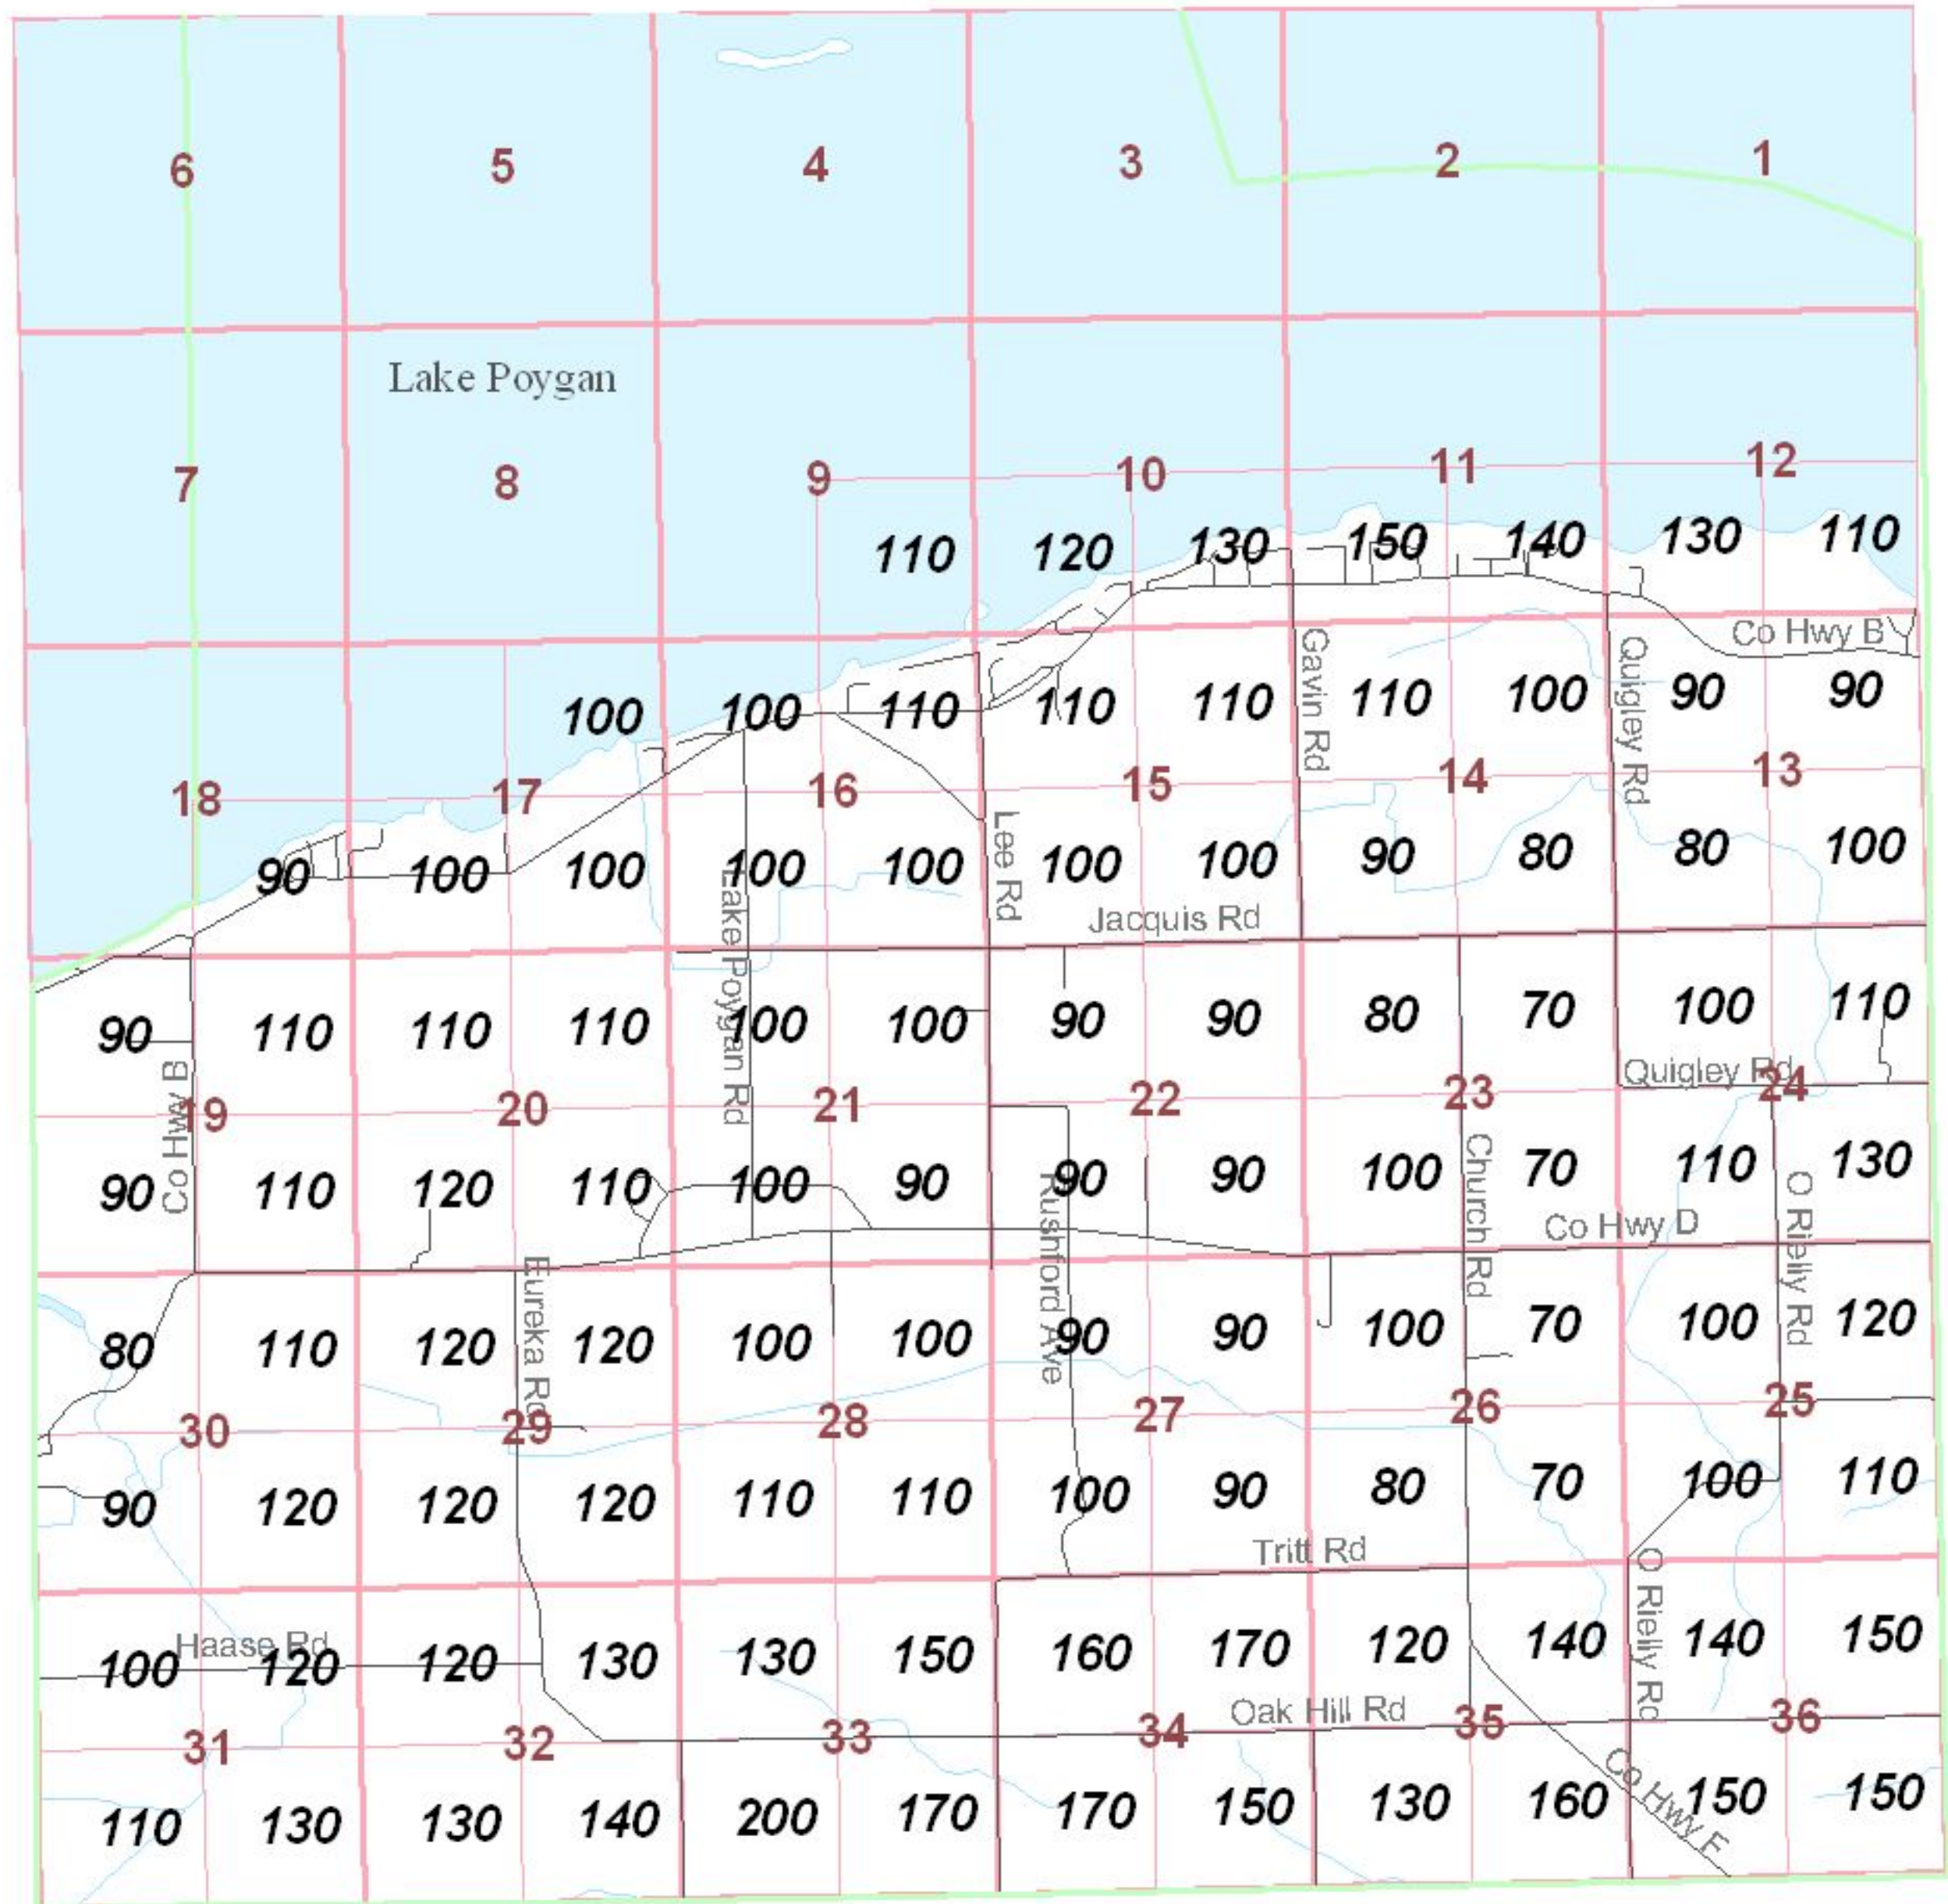 6 5 4 3 2 1
Lake Poygan
7 8 9 10 11 12
110 120 130 150 140 130 110
Co Hwy B
Gavin Rd
Quigley Rd
100 100 110 110 110 110 100 90 90
18 17 16 15 14 13
Lee Rd
90 100 100 100 100 100 100 90 80 80 100
Lake Poygan Rd
Jacquis Rd
90 110 110 110 100 100 90 90 80 70 100 110
Co Hwy B
Quigley Rd
19 20 21 22 23 24
90 110 120 110 100 90 90 90 100 70 110 130
Rushford Ave
Church Rd
O Rielly Rd
Co Hwy D
Eureka Rd
80 110 120 120 100 100 90 90 100 70 100 120
30 29 28 27 26 25
90 120 120 120 110 110 100 90 80 70 100 110
Tritt Rd
O Rielly Rd
Haase Rd
100 120 120 130 130 150 160 170 120 140 140 150
Oak Hill Rd
31 32 33 34 35 36
Co Hwy F
110 130 130 140 200 170 170 150 130 160 150 150